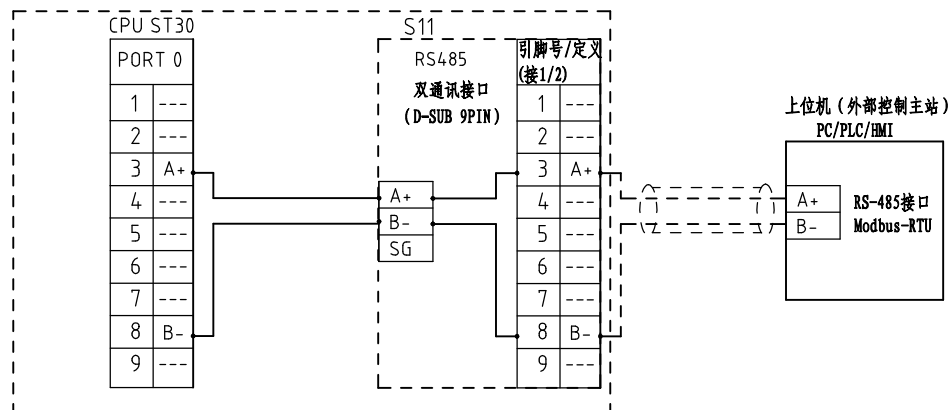 CPU ST30
PORT 0
1 ---
2 ---
3 A+
4 ---
5 ---
6 ---
7 ---
8 B-
9 ---
S11
RS485
双通讯接口
(D-SUB 9PIN)
A+
B-
SG
引脚号/定义
(接1/2)
1 ---
2 ---
3 A+
4 ---
5 ---
6 ---
7 ---
8 B-
9 ---
上位机(外部控制主站)
PC/PLC/HMI
A+
B-
RS-485接口
Modbus-RTU